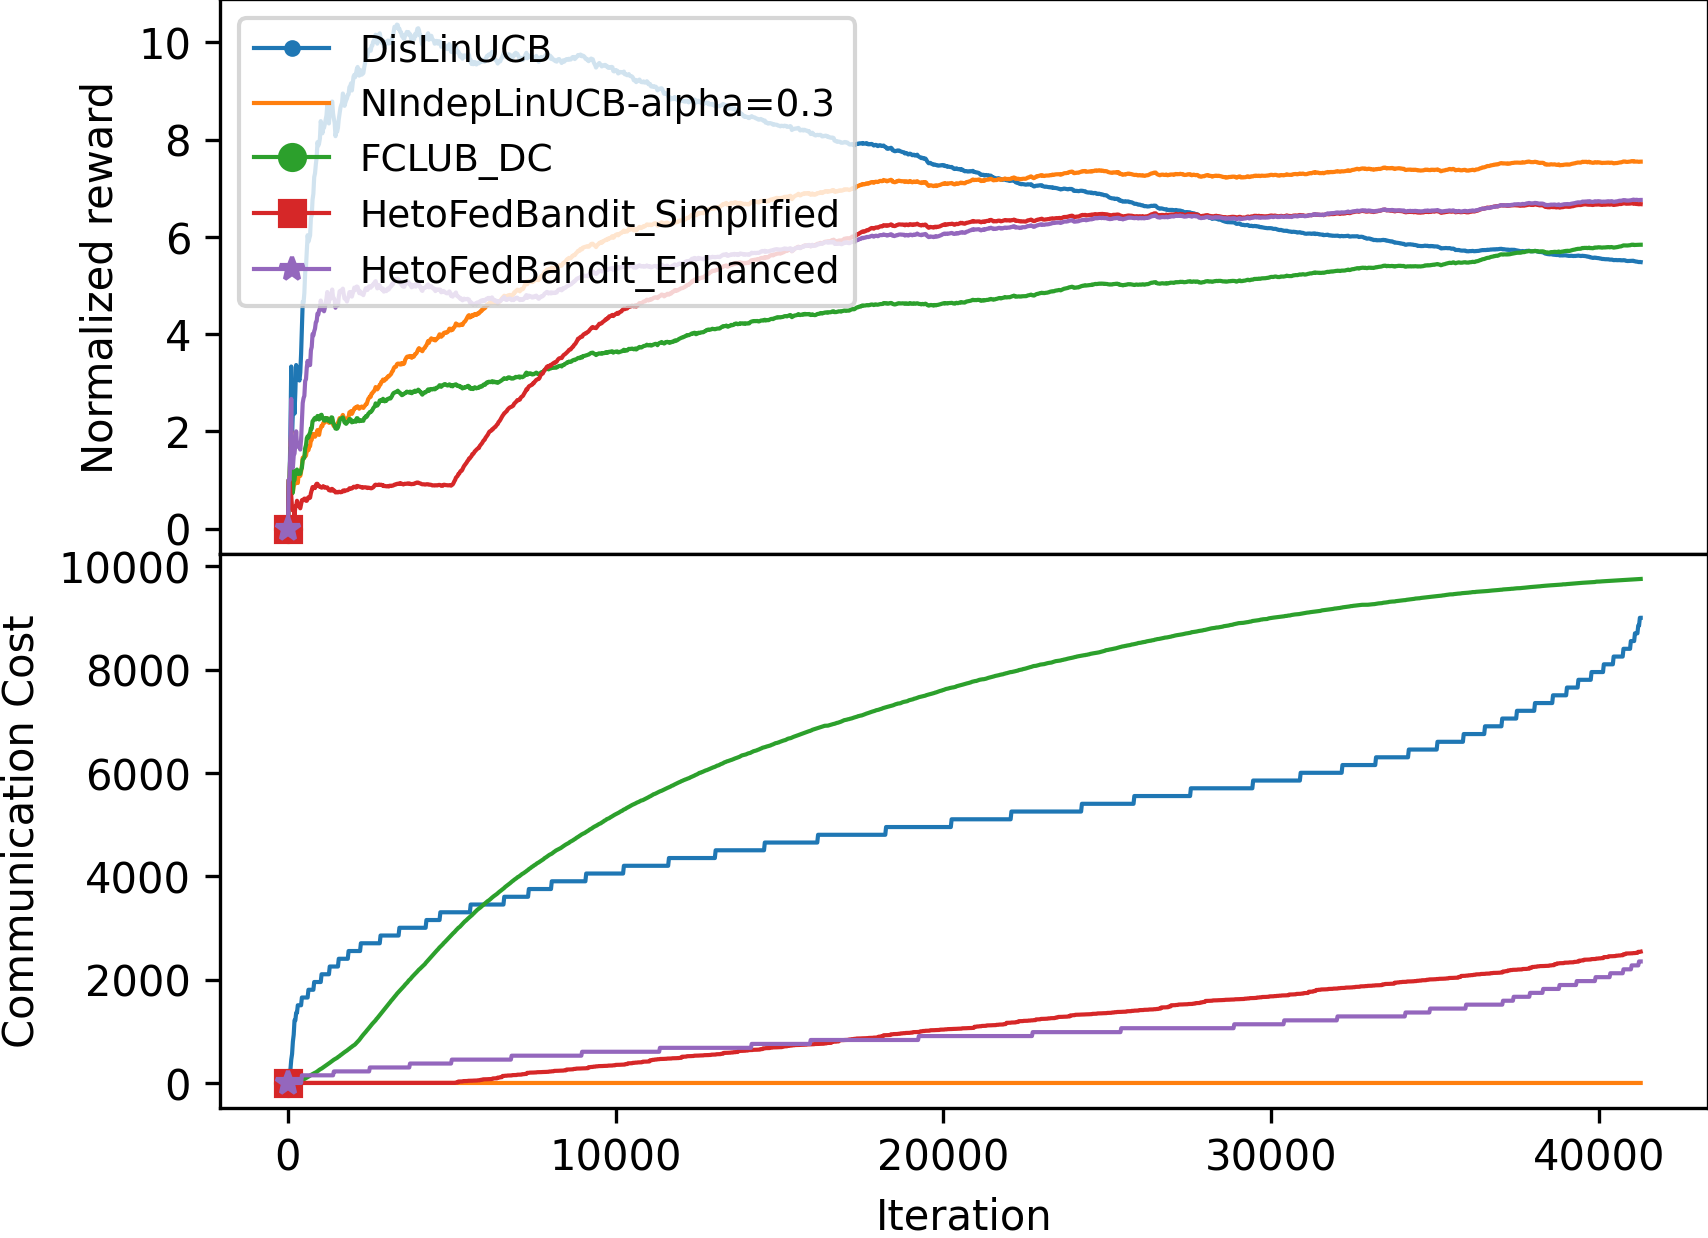 Normalized reward
10
8
6
4
2
0
DisLinUCB
NIndepLinUCB-alpha=0.3
FCLUB_DC
HetoFedBandit_Simplified
HetoFedBandit_Enhanced
Communication Cost
10000
8000
6000
4000
2000
0
0 10000 20000 30000 40000
Iteration